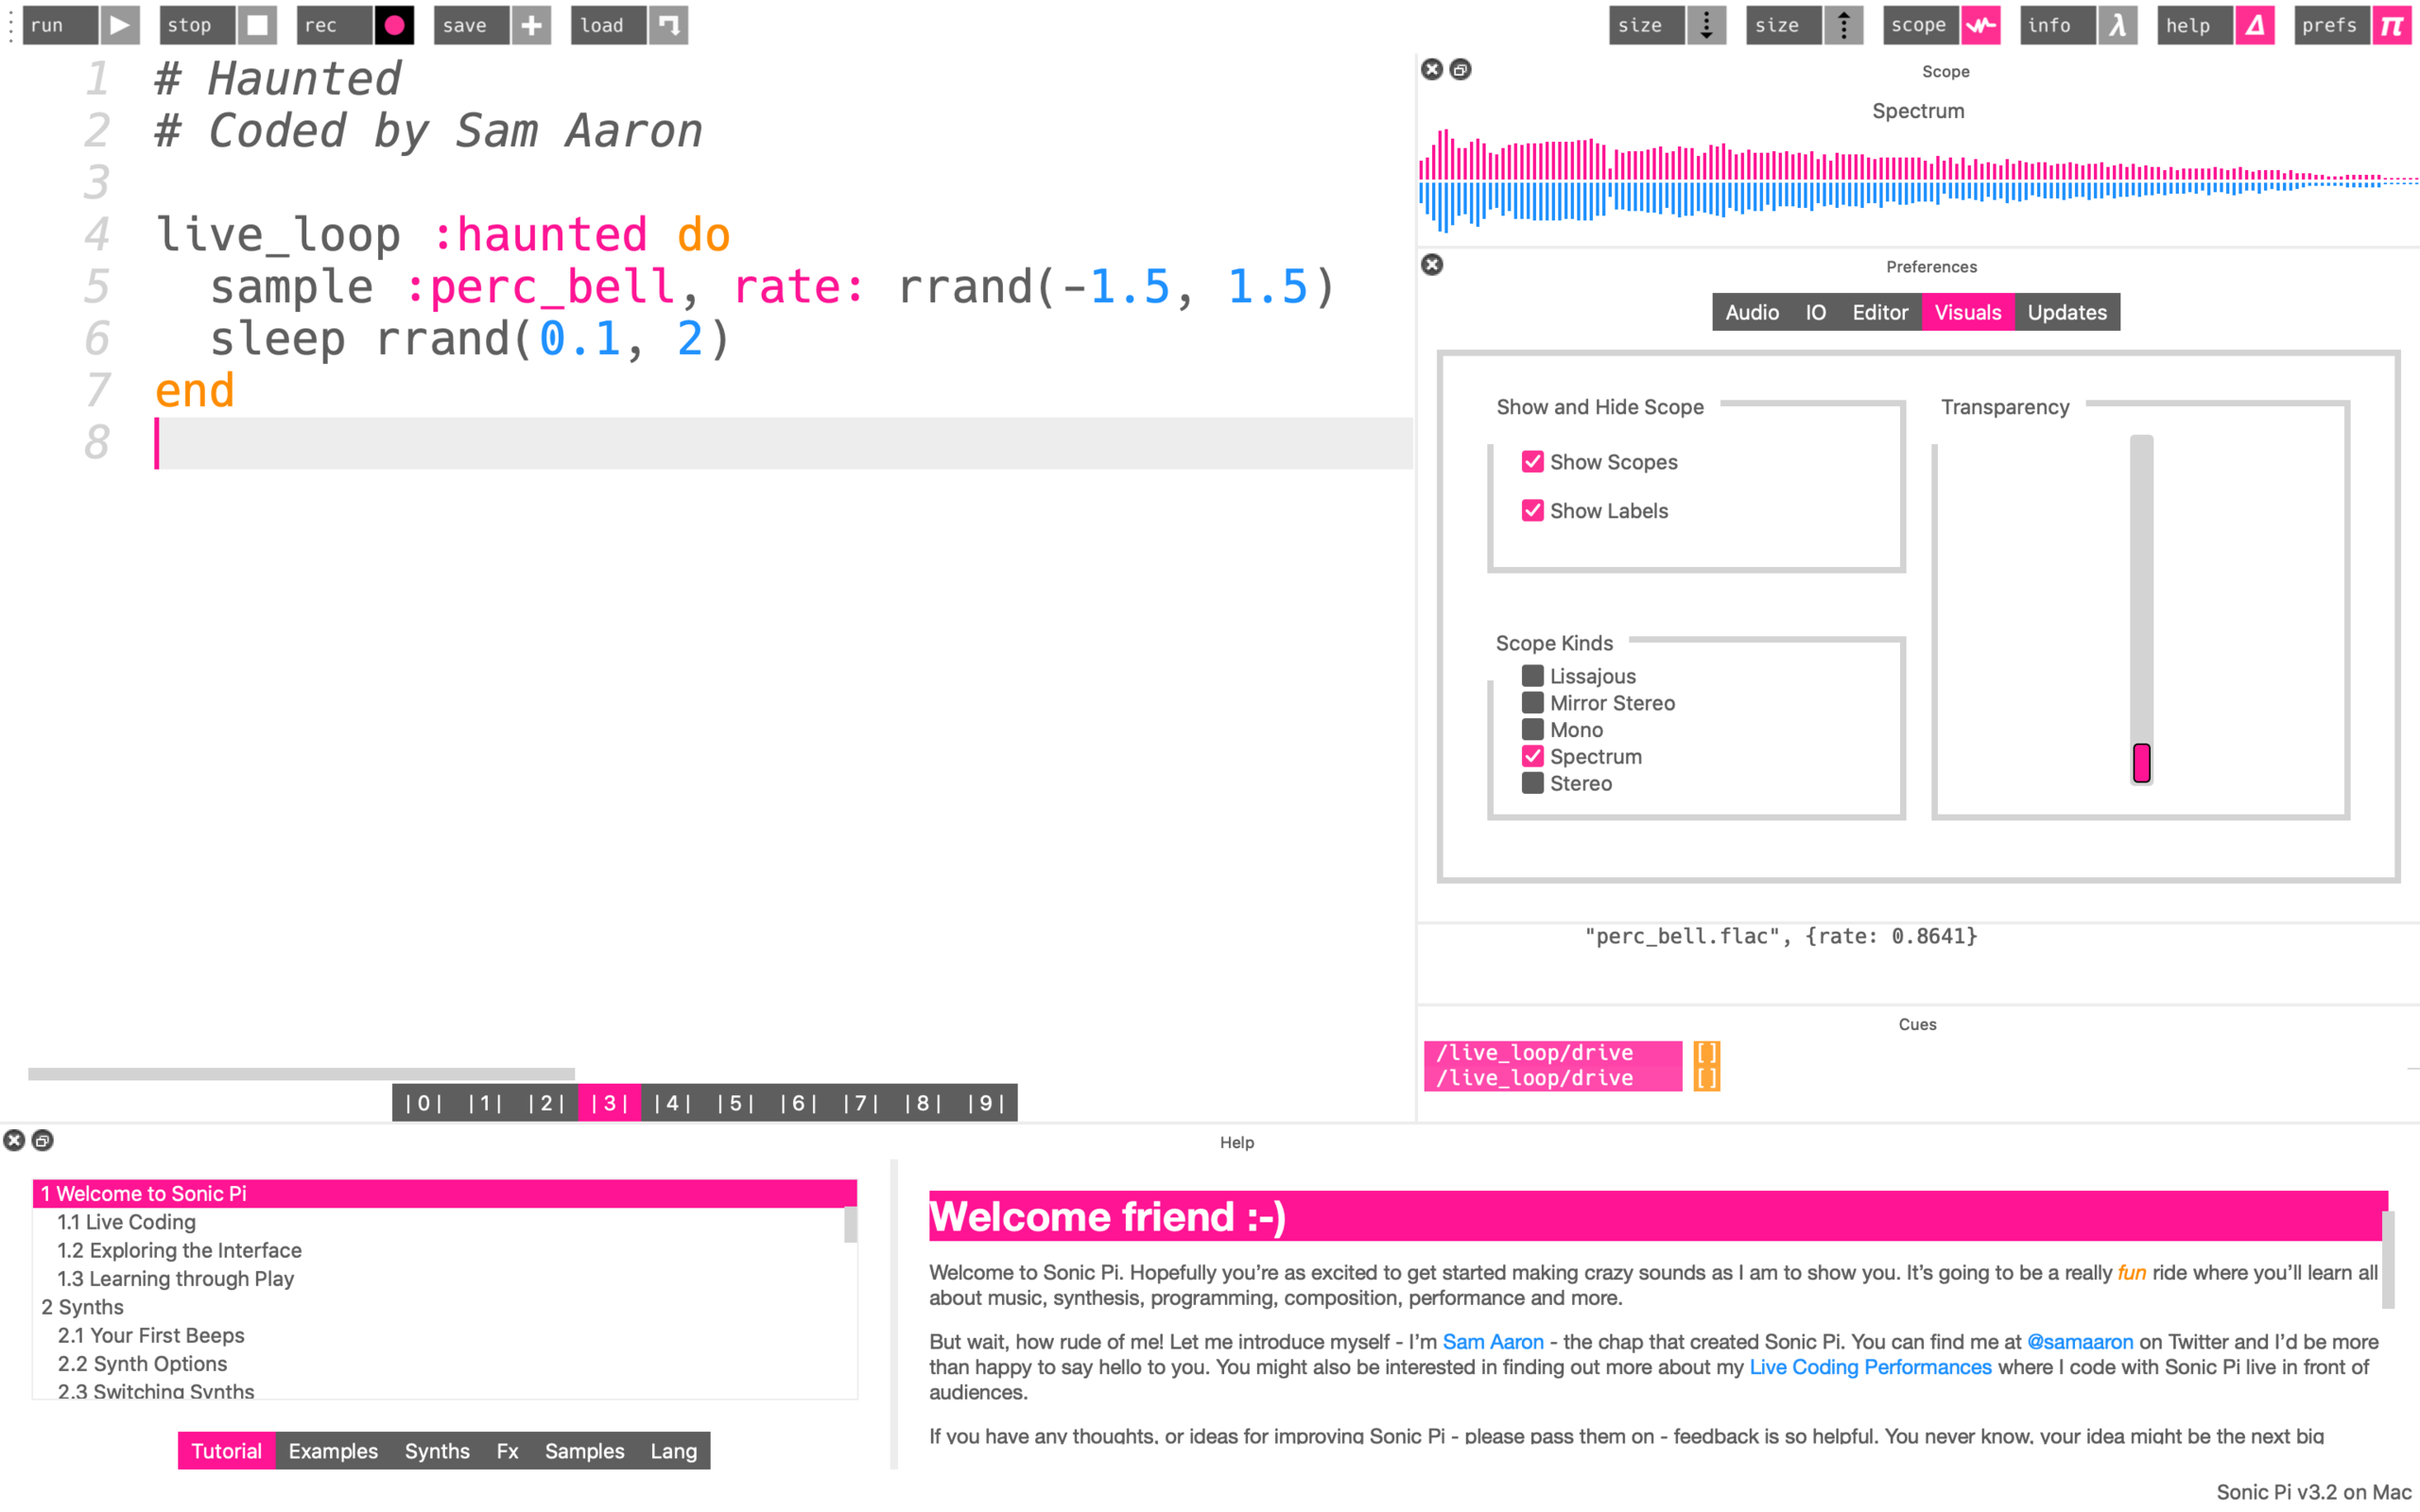 run stop rec save load size size scope info help prefs
1 # Haunted
2 # Coded by Sam Aaron
3
4 live_loop :haunted do
5 sample :perc_bell, rate: rrand(-1.5, 1.5)
6 sleep rrand(0.1, 2)
7 end
8
|0| |1| |2| |3| |4| |5| |6| |7| |8| |9|
Scope
Spectrum
Preferences
Audio IO Editor Visuals Updates
Show and Hide Scope
Show Scopes
Show Labels
Transparency
Scope Kinds
Lissajous
Mirror Stereo
Mono
Spectrum
Stereo
"perc_bell.flac", {rate: 0.8641}
Cues
/live_loop/drive []
/live_loop/drive []
Help
1 Welcome to Sonic Pi
1.1 Live Coding
1.2 Exploring the Interface
1.3 Learning through Play
2 Synths
2.1 Your First Beeps
2.2 Synth Options
2.3 Switching Synths
Tutorial Examples Synths Fx Samples Lang
Welcome friend :-)
Welcome to Sonic Pi. Hopefully you’re as excited to get started making crazy sounds as I am to show you. It’s going to be a really fun ride where you’ll learn all
about music, synthesis, programming, composition, performance and more.
But wait, how rude of me! Let me introduce myself - I’m Sam Aaron - the chap that created Sonic Pi. You can find me at @samaaron on Twitter and I’d be more
than happy to say hello to you. You might also be interested in finding out more about my Live Coding Performances where I code with Sonic Pi live in front of
audiences.
If you have any thoughts, or ideas for improving Sonic Pi - please pass them on - feedback is so helpful. You never know, your idea might be the next big
Sonic Pi v3.2 on Mac